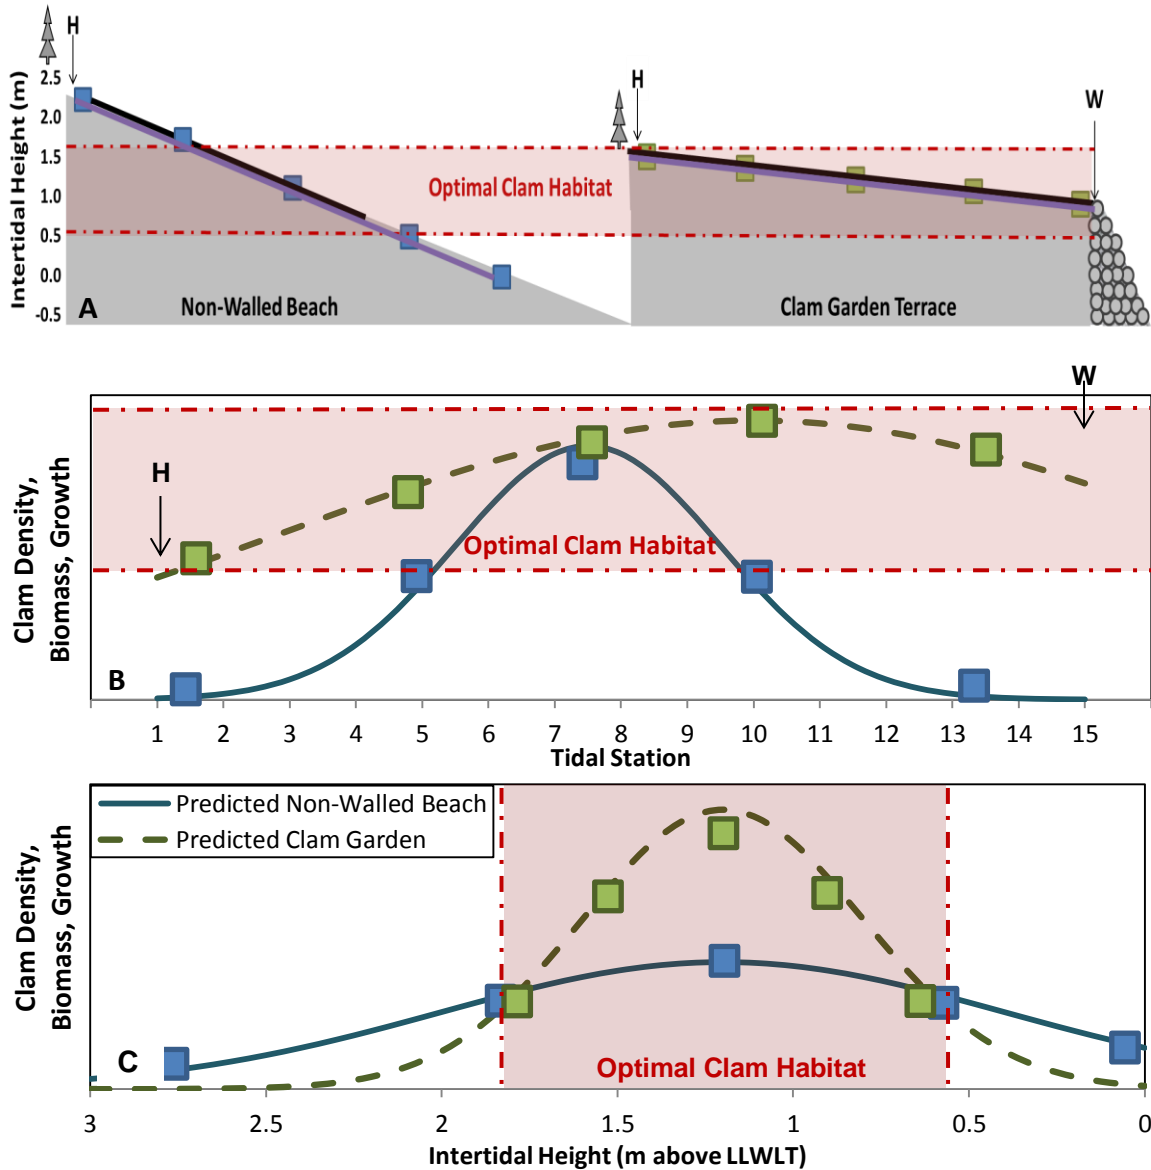 H
H
W
Intertidal Height (m)
2.5
2.0
1.5
1.0
0.5
0.0
-0.5
Optimal Clam Habitat
A
Non-Walled Beach
Clam Garden Terrace
W
H
Clam Density,
Biomass, Growth
Optimal Clam Habitat
B
1 2 3 4 5 6 7 8 9 10 11 12 13 14 15
Tidal Station
Predicted Non-Walled Beach
Predicted Clam Garden
Clam Density,
Biomass, Growth
C
Optimal Clam Habitat
3 2.5 2 1.5 1 0.5 0
Intertidal Height (m above LLWLT)